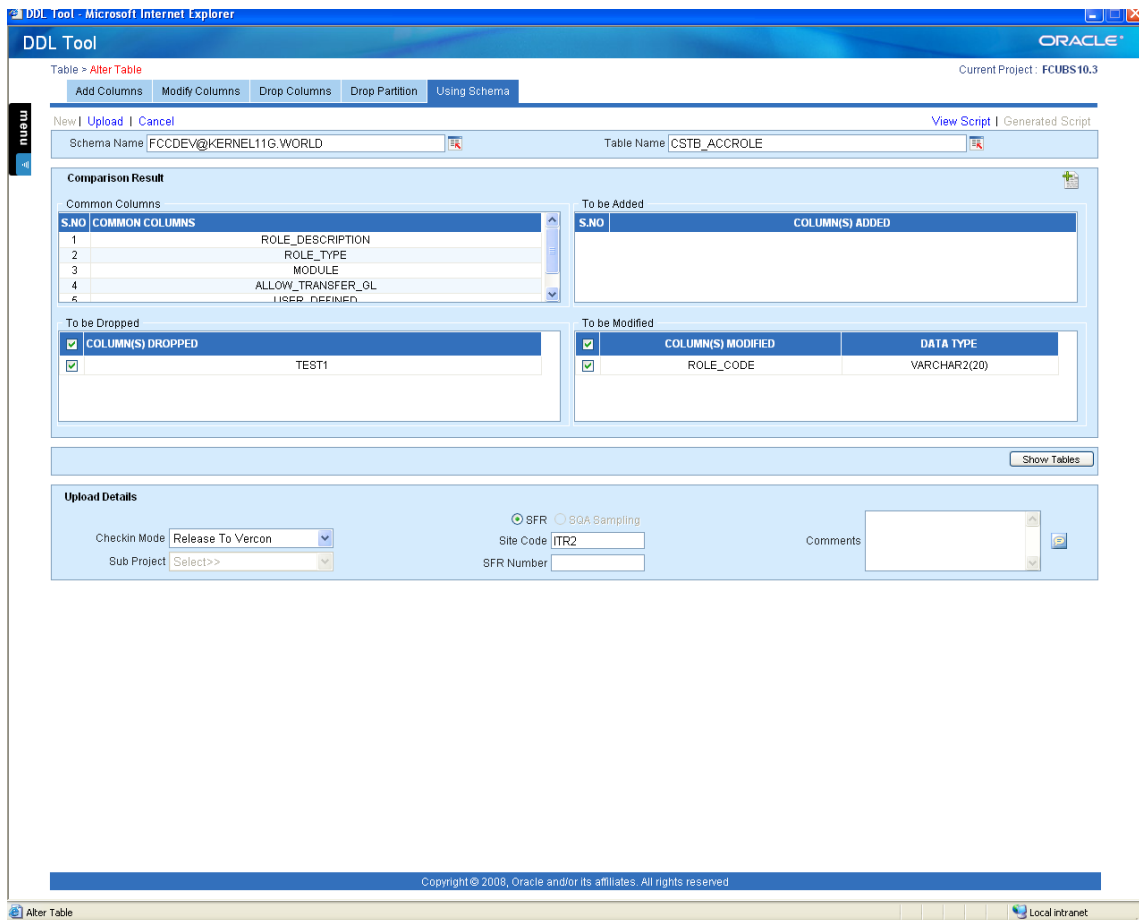 DDL Tool - Microsoft Internet Explorer
DDL Tool
ORACLE
Table > Alter Table
Current Project : FCUBS10.3
Add Columns Modify Columns Drop Columns Drop Partition Using Schema
menu
New | Upload | Cancel
View Script | Generated Script
Schema Name FCCDEV@KERNEL11G.WORLD
Table Name CSTB_ACCROLE
Comparison Result
Common Columns
S.NO COMMON COLUMNS
1 ROLE_DESCRIPTION
2 ROLE_TYPE
3 MODULE
4 ALLOW_TRANSFER_GL
5 USER_DEFINED
To be Added
S.NO COLUMN(S) ADDED
To be Dropped
COLUMN(S) DROPPED
TEST1
To be Modified
COLUMN(S) MODIFIED DATA TYPE
ROLE_CODE VARCHAR2(20)
Show Tables
Upload Details
SFR SQA Sampling
Checkin Mode Release To Vercon
Site Code ITR2
Comments
Sub Project Select>>
SFR Number
Copyright © 2008, Oracle and/or its affiliates. All rights reserved
Alter Table
Local intranet